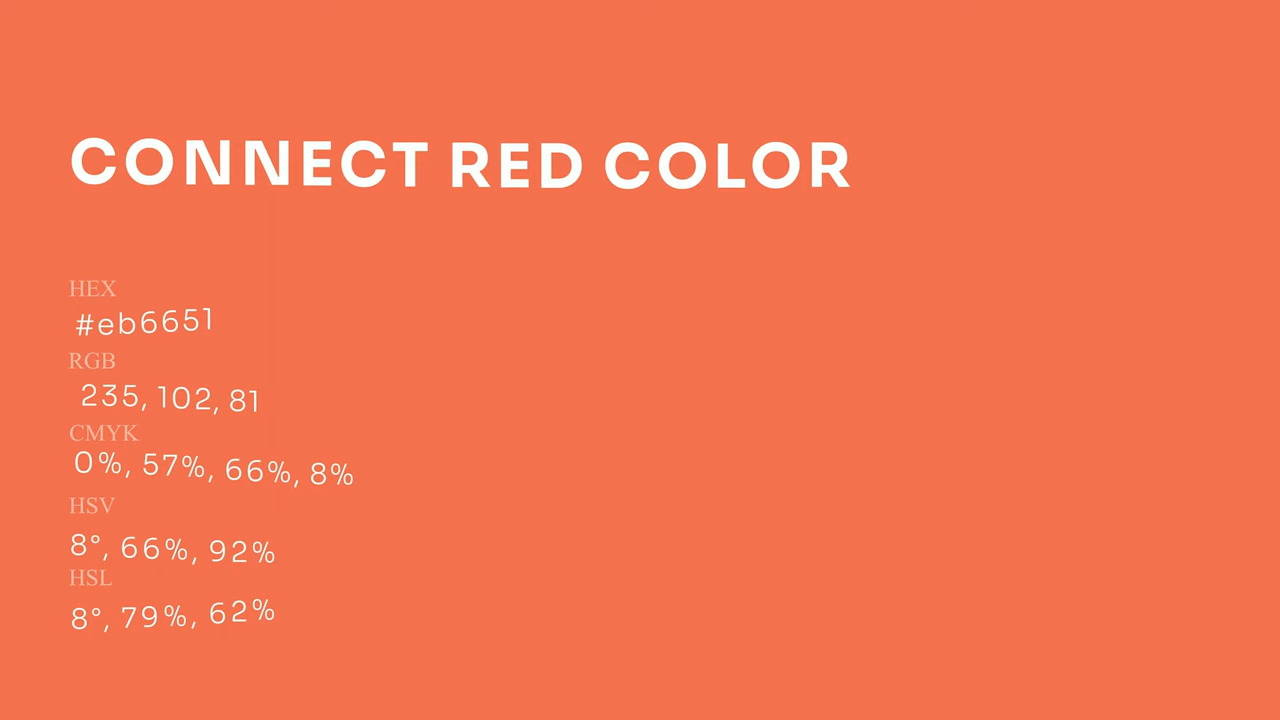 CONNECT RED COLOR
HEX
#eb6651
RGB
235, 102, 81
CMYK
0%, 57%, 66%, 8%
HSV
8°, 66%, 92%
HSL
8°, 79%, 62%